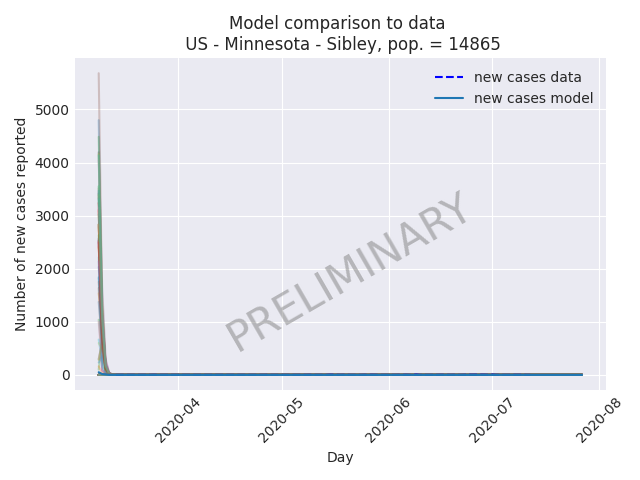 Model comparison to data
US - Minnesota - Sibley, pop. = 14865
new cases data
new cases model
Number of new cases reported
5000
4000
3000
2000
1000
0
PRELIMINARY
2020-04
2020-05
2020-06
2020-07
2020-08
Day